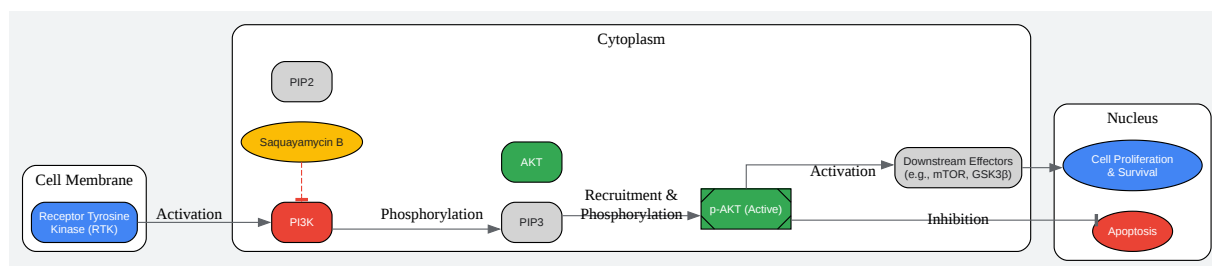 Cytoplasm
PIP2
Saquayamycin B
Cell Membrane
Receptor Tyrosine
Kinase (RTK)
Activation
PI3K
Phosphorylation
AKT
PIP3
Recruitment &
Phosphorylation
p-AKT (Active)
Activation
Downstream Effectors
(e.g., mTOR, GSK3β)
Inhibition
Nucleus
Cell Proliferation
& Survival
Apoptosis